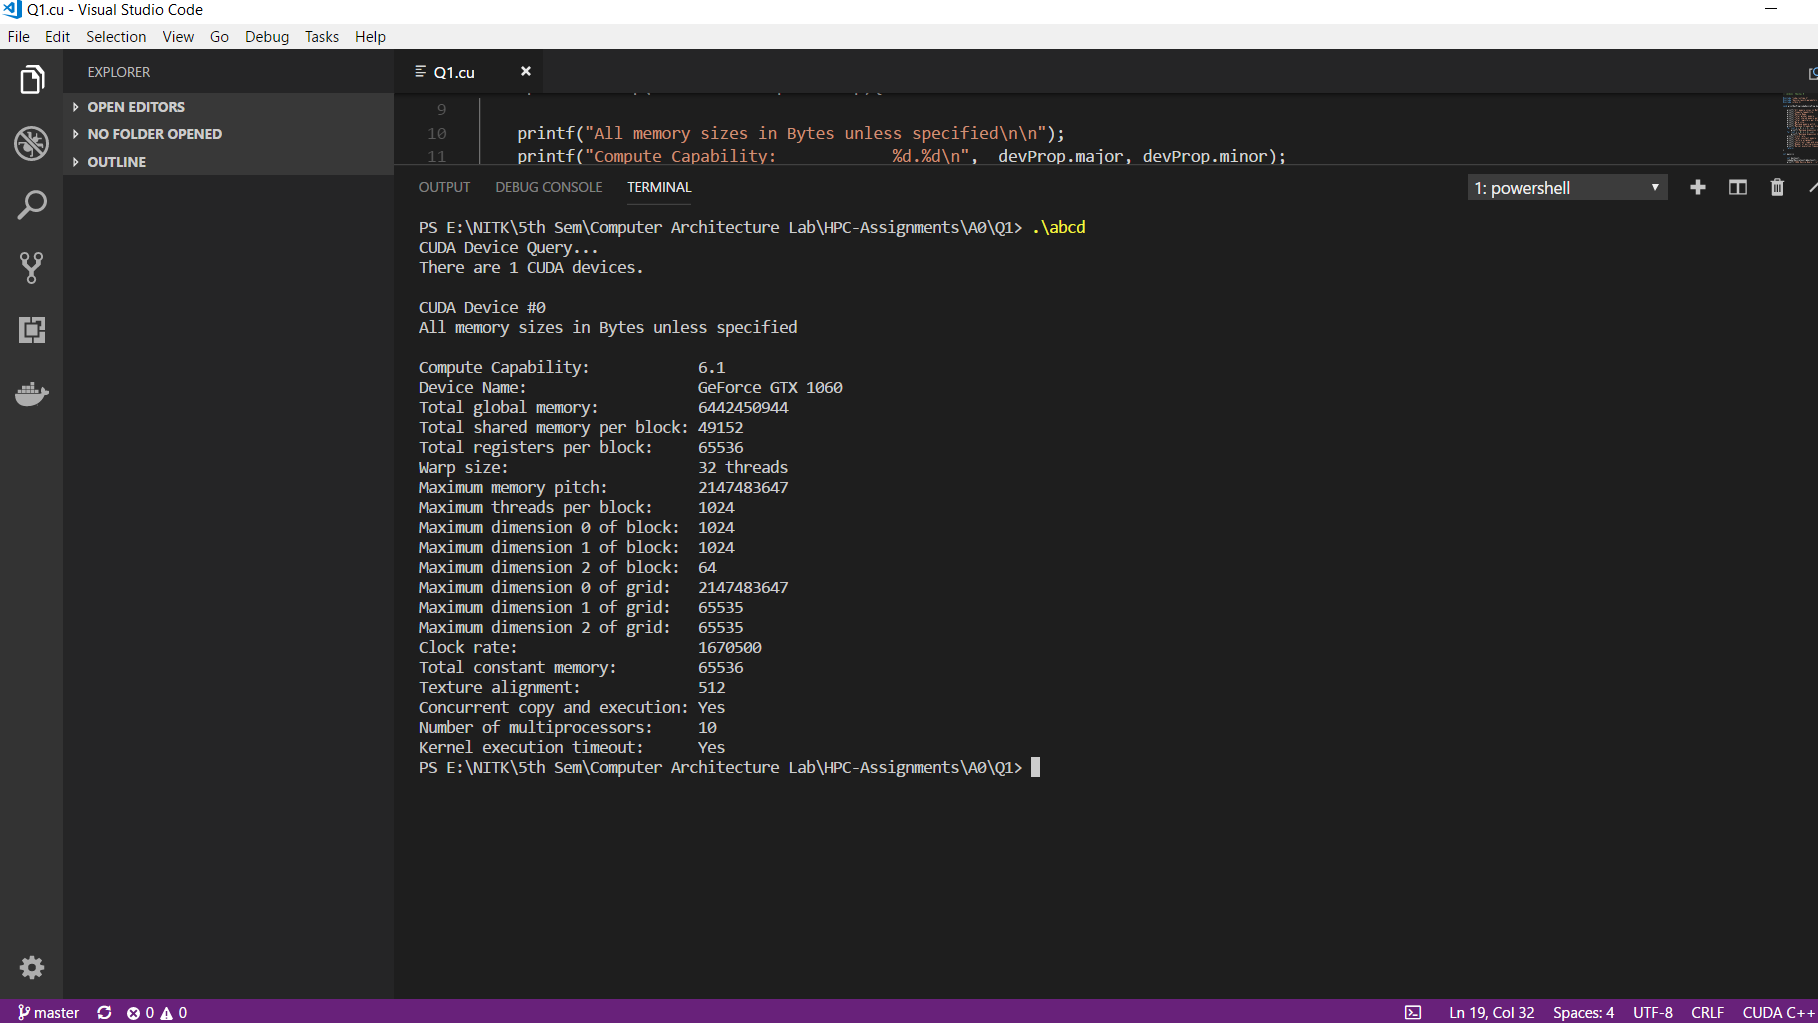 Q1.cu - Visual Studio Code
File Edit Selection View Go Debug Tasks Help
EXPLORER
OPEN EDITORS
NO FOLDER OPENED
OUTLINE
Q1.cu
9
10 printf("All memory sizes in Bytes unless specified\n\n");
11 printf("Compute Capability:             %d.%d\n",  devProp.major, devProp.minor);
OUTPUT DEBUG CONSOLE TERMINAL 1: powershell
PS E:\NITK\5th Sem\Computer Architecture Lab\HPC-Assignments\A0\Q1> .\abcd
CUDA Device Query...
There are 1 CUDA devices.
CUDA Device #0
All memory sizes in Bytes unless specified
Compute Capability:            6.1
Device Name:                   GeForce GTX 1060
Total global memory:           6442450944
Total shared memory per block: 49152
Total registers per block:     65536
Warp size:                     32 threads
Maximum memory pitch:          2147483647
Maximum threads per block:     1024
Maximum dimension 0 of block:  1024
Maximum dimension 1 of block:  1024
Maximum dimension 2 of block:  64
Maximum dimension 0 of grid:   2147483647
Maximum dimension 1 of grid:   65535
Maximum dimension 2 of grid:   65535
Clock rate:                    1670500
Total constant memory:         65536
Texture alignment:             512
Concurrent copy and execution: Yes
Number of multiprocessors:     10
Kernel execution timeout:      Yes
PS E:\NITK\5th Sem\Computer Architecture Lab\HPC-Assignments\A0\Q1>
master 0 0 Ln 19, Col 32 Spaces: 4 UTF-8 CRLF CUDA C++